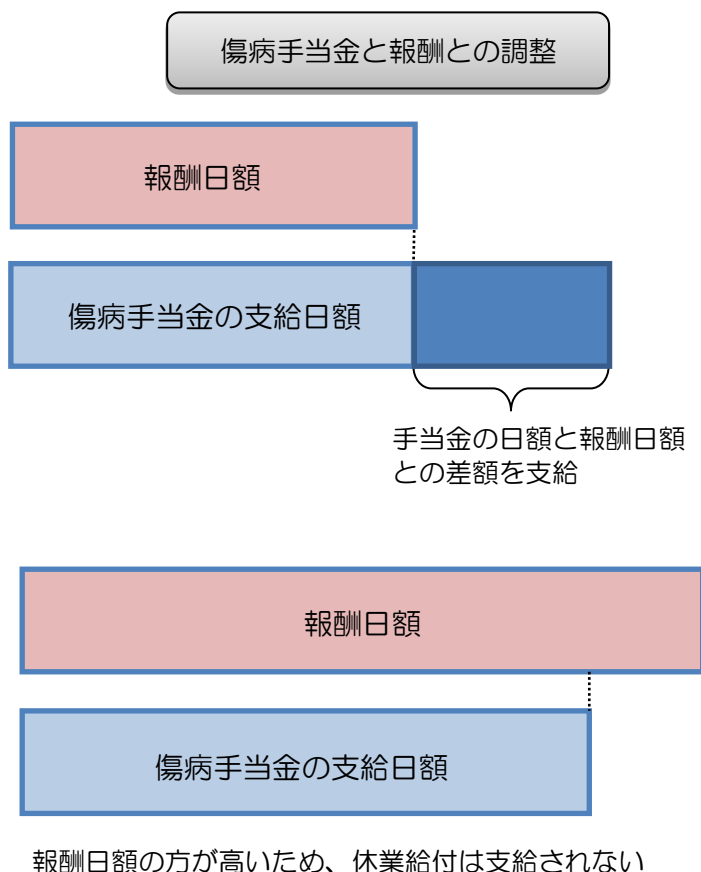 傷病手当金と報酬との調整
報酬日額
傷病手当金の支給日額
手当金の日額と報酬日額
との差額を支給
報酬日額
傷病手当金の支給日額
報酬日額の方が高いため、休業給付は支給されない